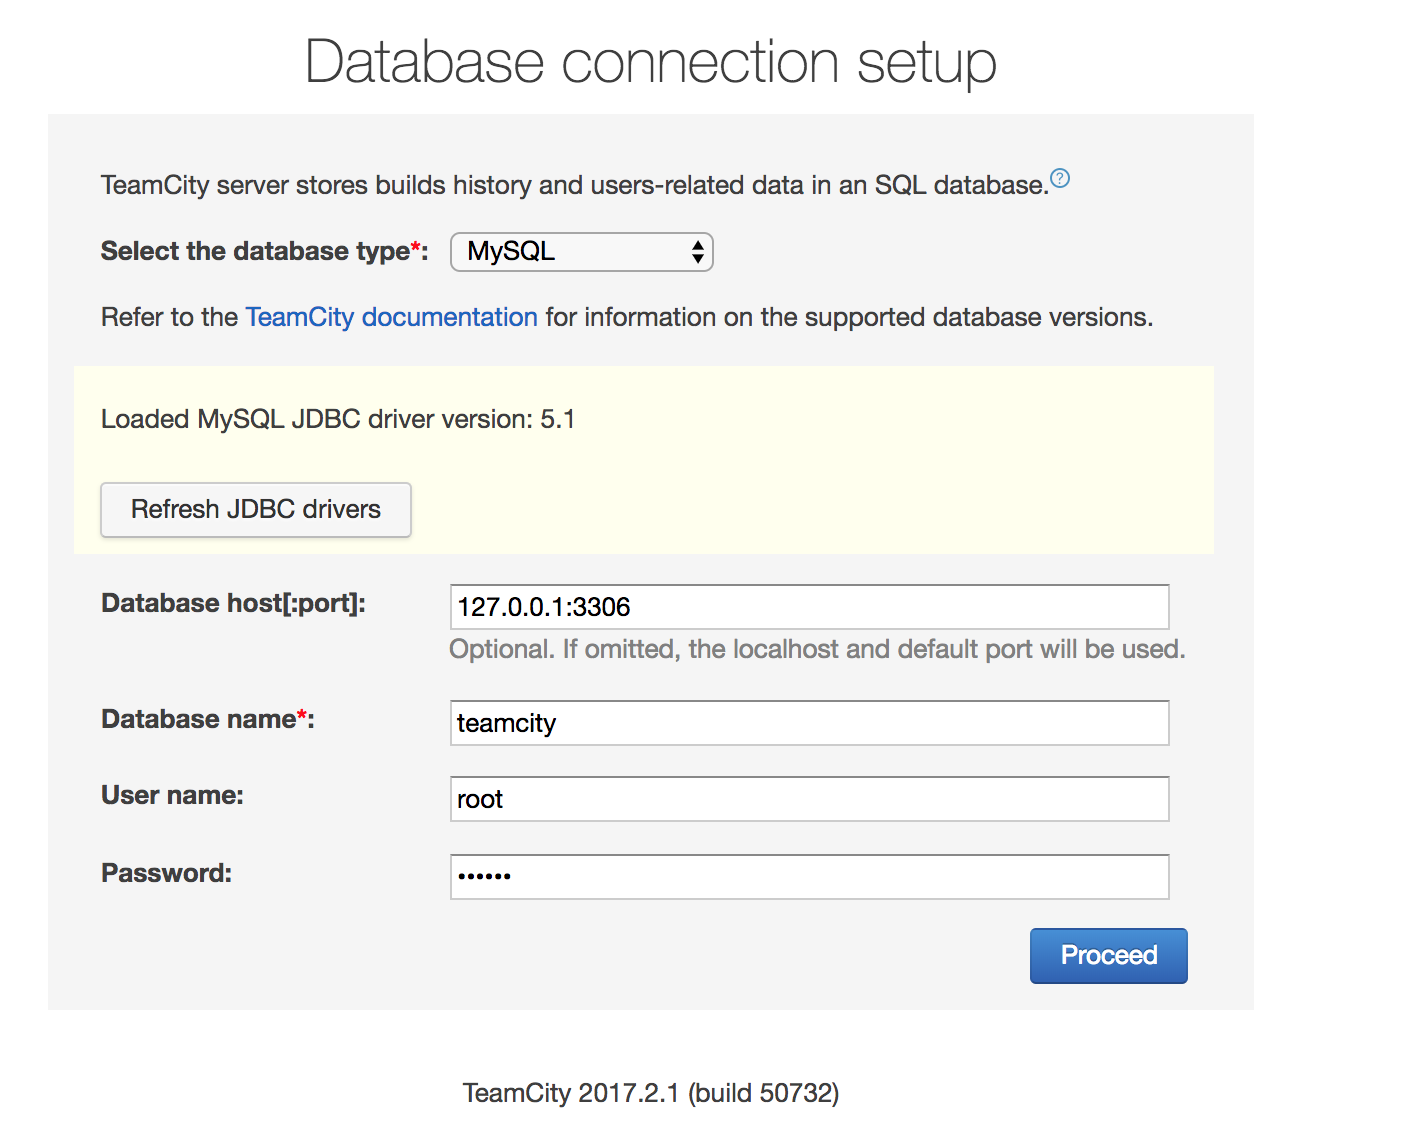 Database connection setup
TeamCity server stores builds history and users-related data in an SQL database.?
Select the database type*: MySQL
Refer to the TeamCity documentation for information on the supported database versions.
Loaded MySQL JDBC driver version: 5.1
Refresh JDBC drivers
Database host[:port]: 127.0.0.1:3306
Optional. If omitted, the localhost and default port will be used.
Database name*: teamcity
User name: root
Password: ••••••
Proceed
TeamCity 2017.2.1 (build 50732)